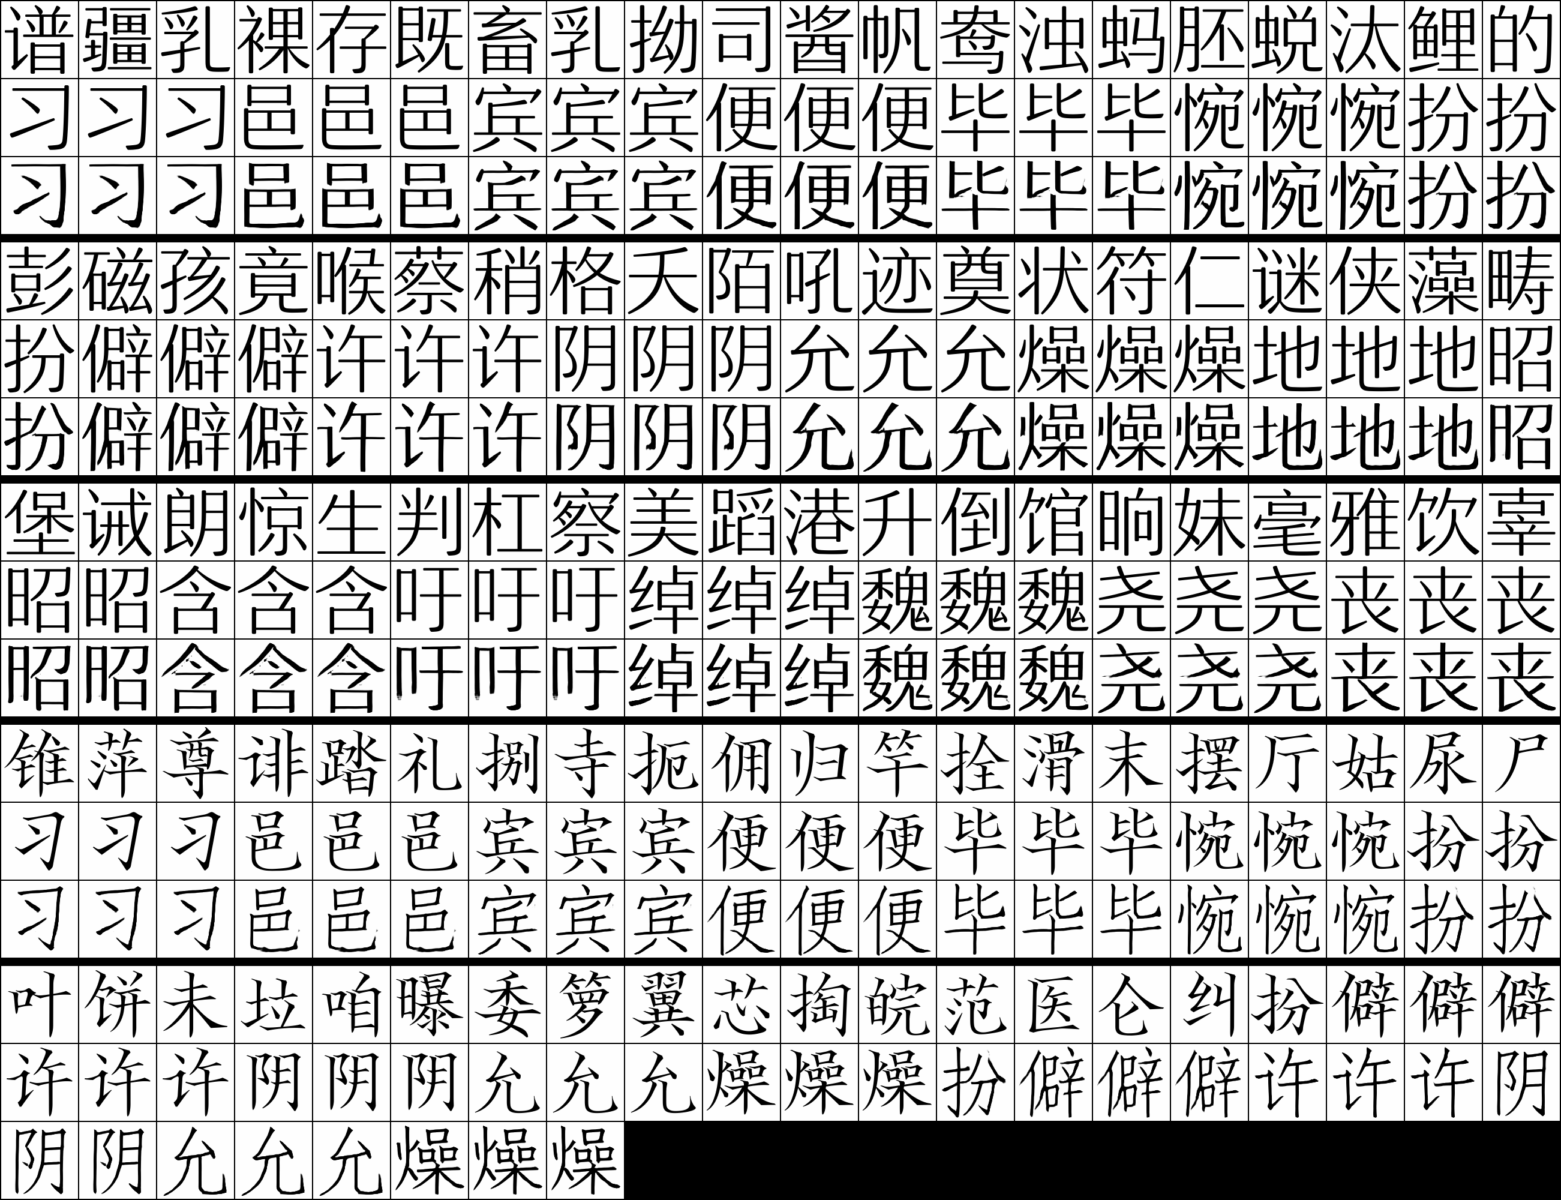 谱疆乳裸存既畜乳拗司酱帆鸯浊蚂胚蜕汰鲤的
习习习邑邑邑宾宾宾便便便毕毕毕惋惋惋扮扮
习习习邑邑邑宾宾宾便便便毕毕毕惋惋惋扮扮
彭磁孩竟喉蔡稍格夭陌吼迹奠状符仁谜侠藻畴
扮僻僻僻许许许阴阴阴允允允燥燥燥地地地昭
扮僻僻僻许许许阴阴阴允允允燥燥燥地地地昭
堡诫朗惊生判杠察美蹈港升倒馆晌妹毫雅饮辜
昭昭含含含吁吁吁绰绰绰魏魏魏尧尧尧丧丧丧
昭昭含含含吁吁吁绰绰绰魏魏魏尧尧尧丧丧丧
锥萍尊诽踏礼捌寺扼佣归竿拴滑末摆厅姑尿尸
习习习邑邑邑宾宾宾便便便毕毕毕惋惋惋扮扮
习习习邑邑邑宾宾宾便便便毕毕毕惋惋惋扮扮
叶饼未垃咱曝委箩翼芯掏皖范医仑纠扮僻僻僻
许许许阴阴阴允允允燥燥燥扮僻僻僻许许许阴
阴阴允允允燥燥燥